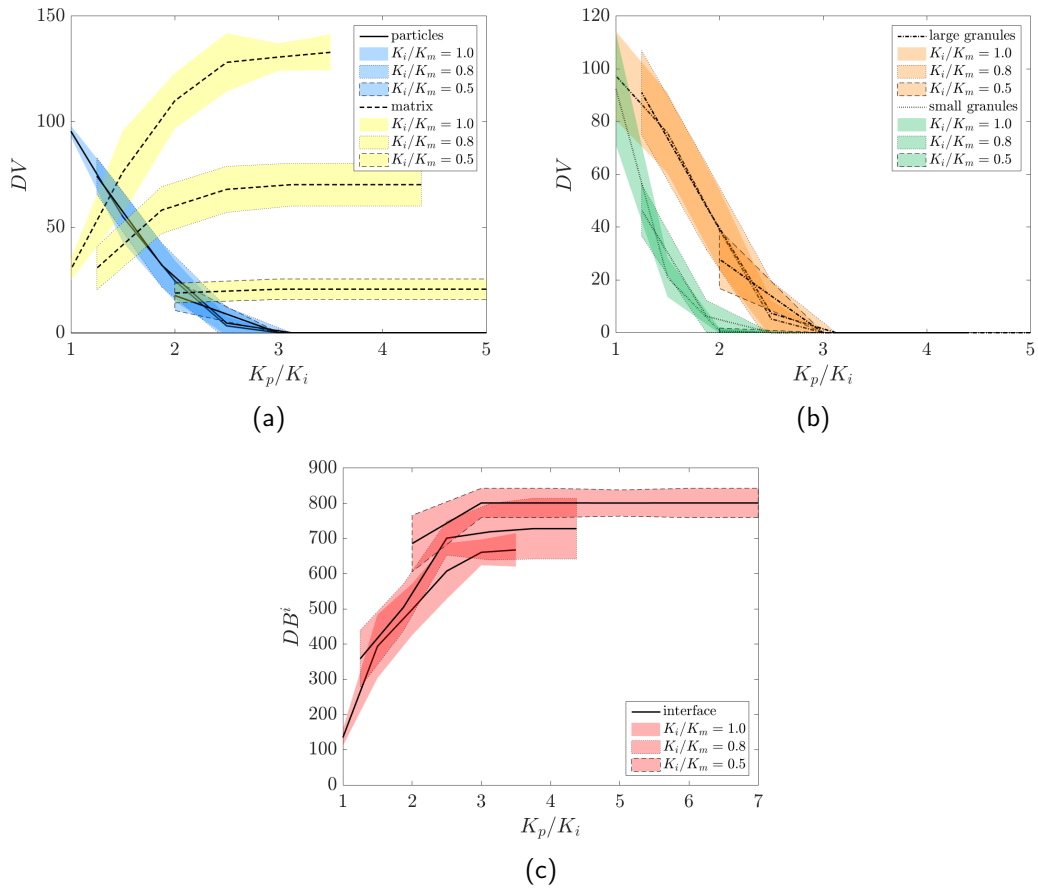 150
100
50
0
DV
1
2
3
4
5
K_p/K_i
particles
K_i/K_m = 1.0
K_i/K_m = 0.8
K_i/K_m = 0.5
matrix
K_i/K_m = 1.0
K_i/K_m = 0.8
K_i/K_m = 0.5
(a)
120
100
80
60
40
20
0
DV
1
2
3
4
5
K_p/K_i
large granules
K_i/K_m = 1.0
K_i/K_m = 0.8
K_i/K_m = 0.5
small granules
K_i/K_m = 1.0
K_i/K_m = 0.8
K_i/K_m = 0.5
(b)
900
800
700
600
500
400
300
200
100
0
DB^i
1
2
3
4
5
6
7
K_p/K_i
interface
K_i/K_m = 1.0
K_i/K_m = 0.8
K_i/K_m = 0.5
(c)